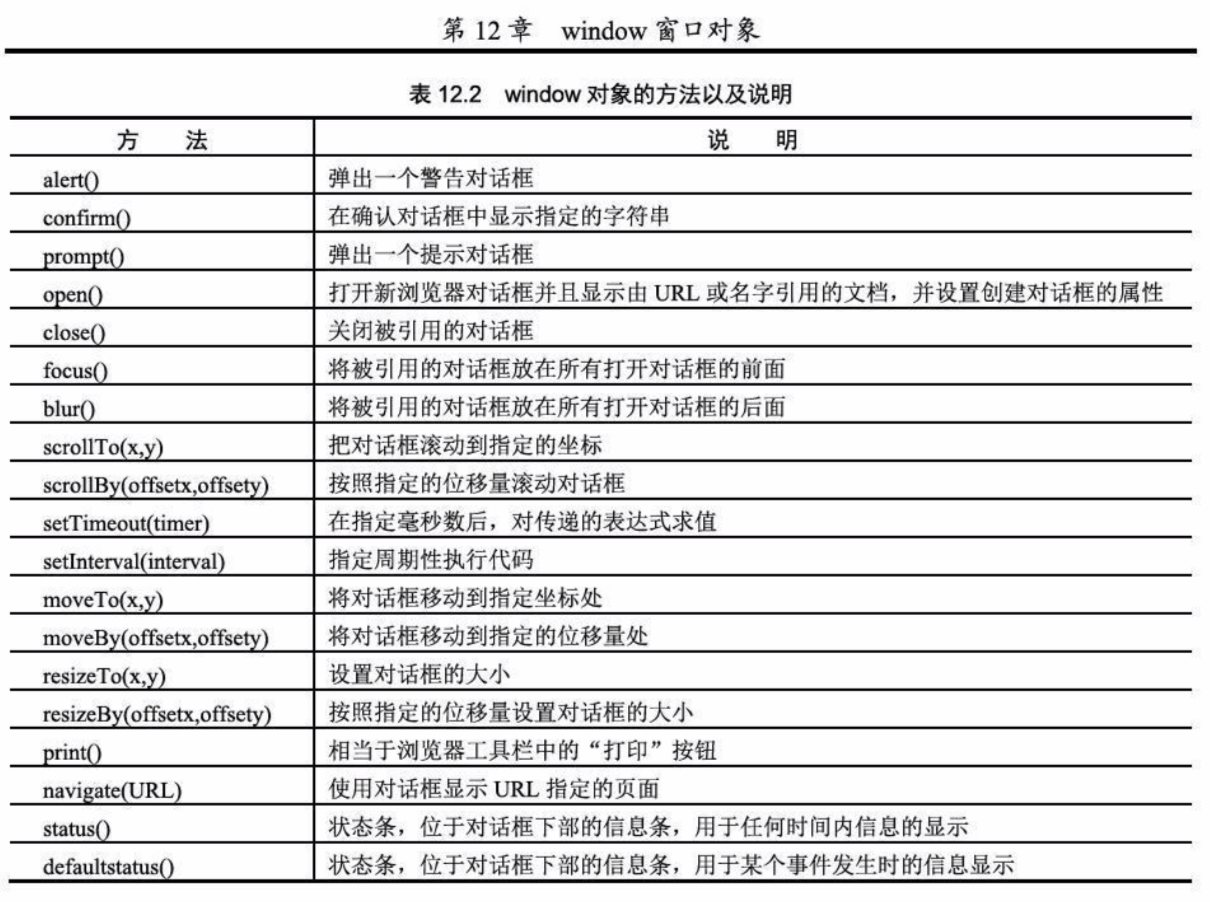 第 12 章 window 窗口对象
表 12.2 window 对象的方法以及说明
方 法 说 明
alert() 弹出一个警告对话框
confirm() 在确认对话框中显示指定的字符串
prompt() 弹出一个提示对话框
open() 打开新浏览器对话框并且显示由 URL 或名字引用的文档，并设置创建对话框的属性
close() 关闭被引用的对话框
focus() 将被引用的对话框放在所有打开对话框的前面
blur() 将被引用的对话框放在所有打开对话框的后面
scrollTo(x,y) 把对话框滚动到指定的坐标
scrollBy(offsetx,offsety) 按照指定的位移量滚动对话框
setTimeout(timer) 在指定毫秒数后，对传递的表达式求值
setInterval(interval) 指定周期性执行代码
moveTo(x,y) 将对话框移动到指定坐标处
moveBy(offsetx,offsety) 将对话框移动到指定的位移量处
resizeTo(x,y) 设置对话框的大小
resizeBy(offsetx,offsety) 按照指定的位移量设置对话框的大小
print() 相当于浏览器工具栏中的“打印”按钮
navigate(URL) 使用对话框显示 URL 指定的页面
status() 状态条，位于对话框下部的信息条，用于任何时间内信息的显示
defaultstatus() 状态条，位于对话框下部的信息条，用于某个事件发生时的信息显示